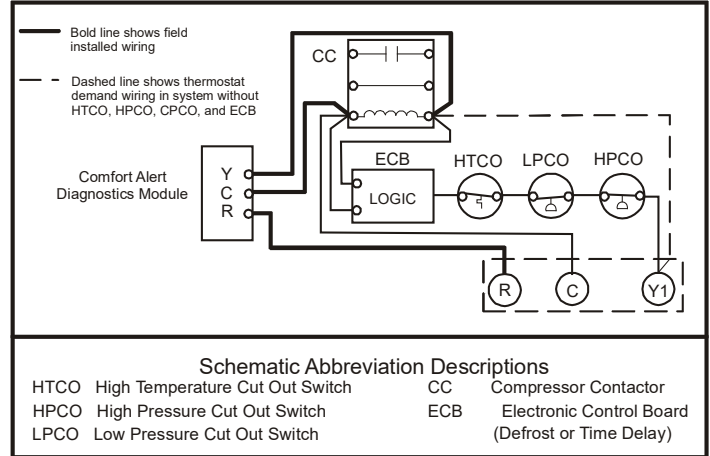 Bold line shows field
installed wiring
Dashed line shows thermostat
demand wiring in system without
HTCO, HPCO, CPCO, and ECB
CC
Comfort Alert
Diagnostics Module
Y
C
R
ECB
LOGIC
HTCO
LPCO
HPCO
R
C
Y1
Schematic Abbreviation Descriptions
HTCO High Temperature Cut Out Switch
HPCO High Pressure Cut Out Switch
LPCO Low Pressure Cut Out Switch
CC Compressor Contactor
ECB Electronic Control Board
(Defrost or Time Delay)